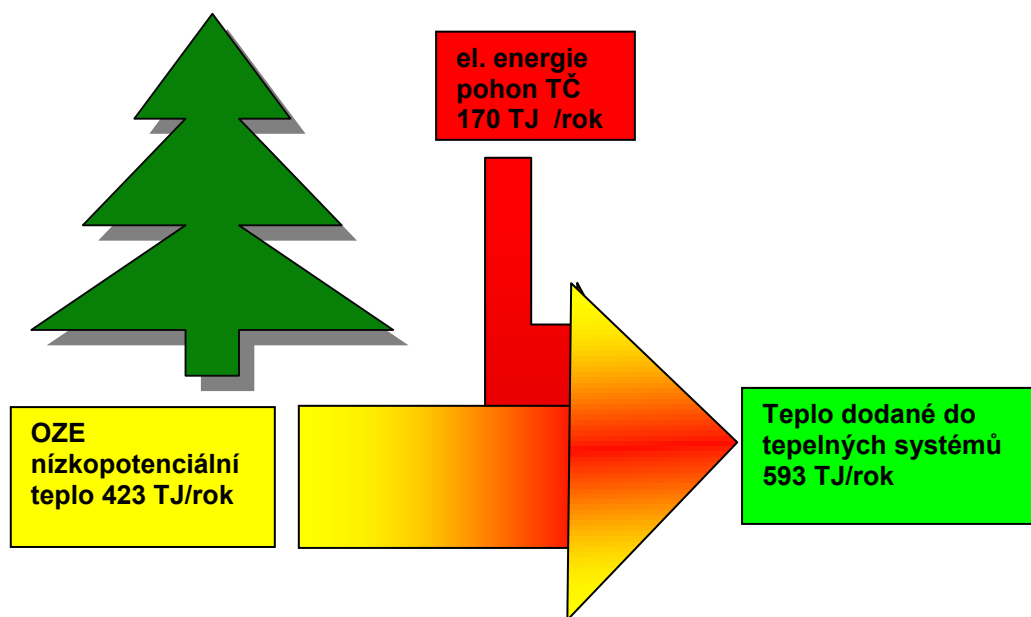 el. energie
pohon TČ
170 TJ /rok
OZE
nízkopotenciální
teplo 423 TJ/rok
Teplo dodané do
tepelných systémů
593 TJ/rok